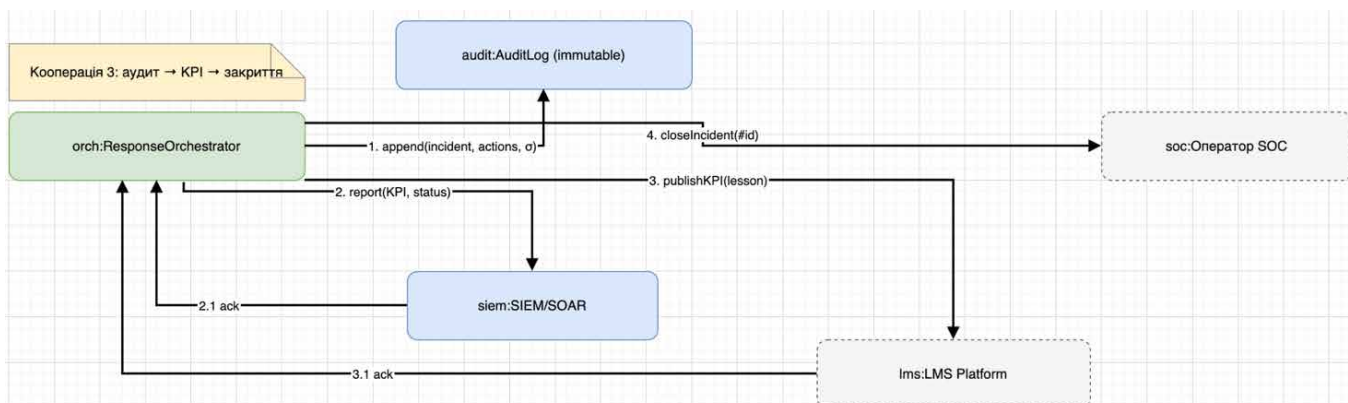 audit:AuditLog (immutable)
Кооперація 3: аудит → KPI → закриття
orch:ResponseOrchestrator
1. append(incident, actions, σ)
4. closeIncident(#id)
soc:Оператор SOC
3. publishKPI(lesson)
2. report(KPI, status)
2.1 ack
siem:SIEM/SOAR
3.1 ack
lms:LMS Platform